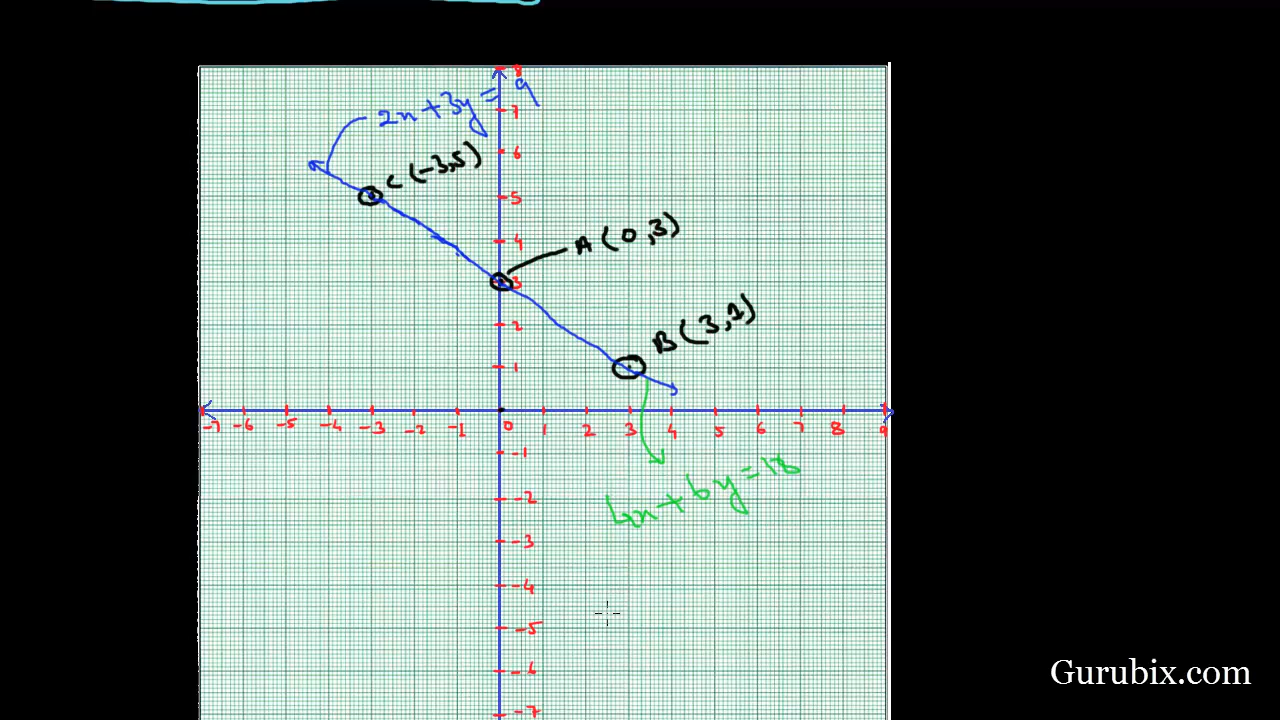 8
2x+3y=9
7
6
C (-3,5)
5
A (0,3)
4
3
B (3,1)
2
1
-7 -6 -5 -4 -3 -2 -1 0 1 2 3 4 5 6 7 8 9
-1
4x+6y=18
-2
-3
-4
-5
-6
-7
Gurubix.com